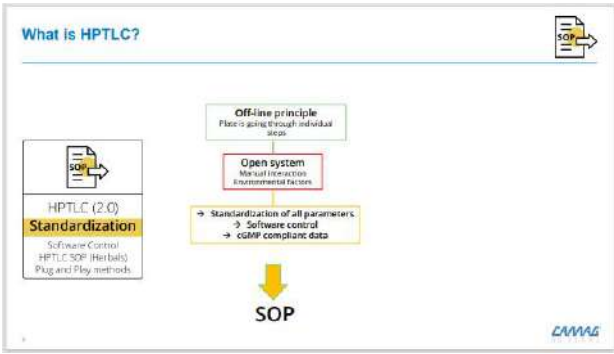 What is HPTLC?
SOP
Off-line principle
Plate is going through individual
steps
Open system
Manual interaction
Environmental factors
→ Standardization of all parameters
→ Software control
→ cGMP compliant data
SOP
SOP
HPTLC (2.0)
Standardization
Software Control
HPTLC SOP (Herbals)
Plug and Play methods
CAMAG